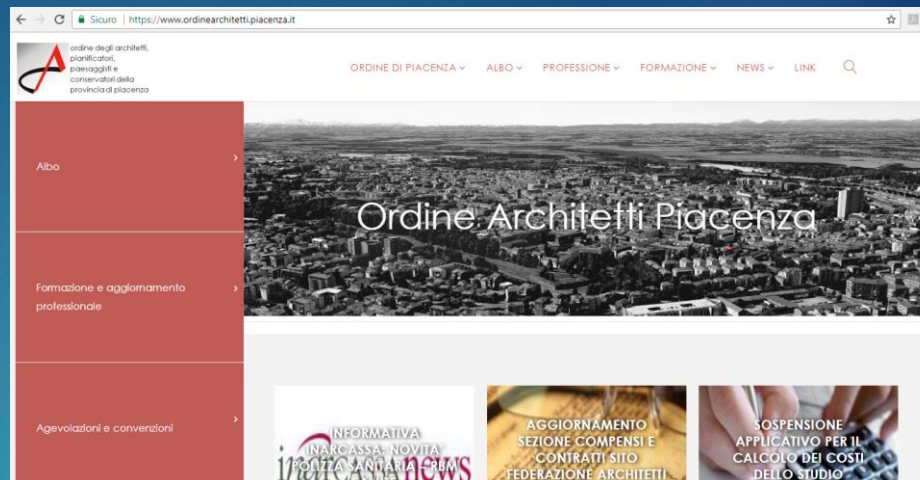 Sicuro | https://www.ordinearchitetti.piacenza.it
ordine degli architetti,
pianificatori,
paesaggisti e
conservatori della
provincia di piacenza
ORDINE DI PIACENZA
ALBO
PROFESSIONE
FORMAZIONE
NEWS
LINK
Albo
Formazione e aggiornamento
professionale
Agevolazioni e convenzioni
Ordine Architetti Piacenza
INFORMATIVA
INARCASSA: NOVITA'
POLIZZA SANITARIA - RBM
news
AGGIORNAMENTO
SEZIONE COMPENSI E
CONTRATTI SITO
FEDERAZIONE ARCHITETTI
SOSPENSIONE
APPLICATIVO PER IL
CALCOLO DEI COSTI
DELLO STUDIO